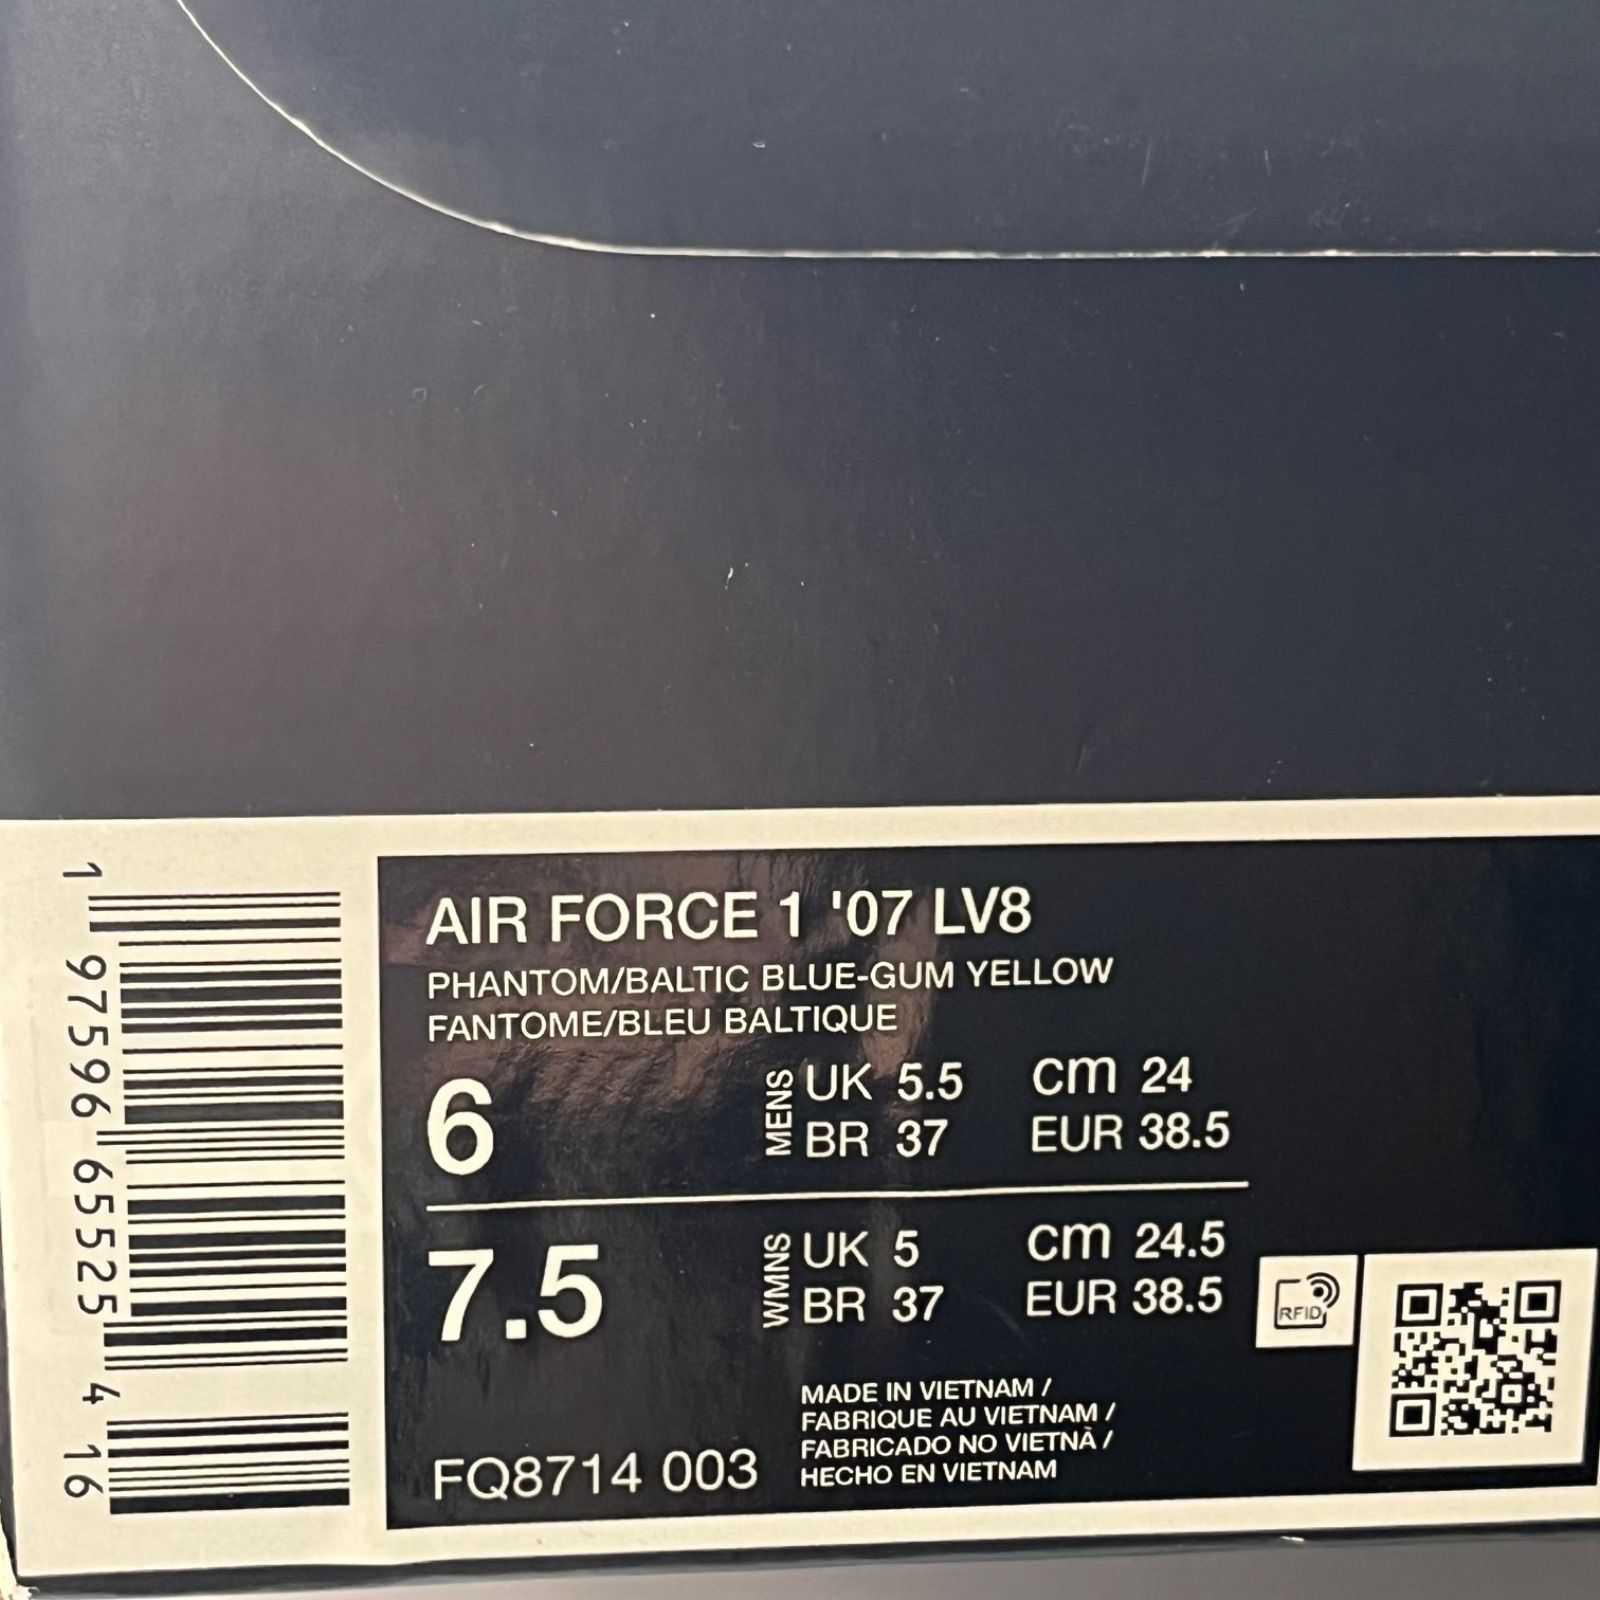 AIR FORCE 1 '07 LV8
PHANTOM/BALTIC BLUE-GUM YELLOW
FANTOME/BLEU BALTIQUE
6 MENS UK 5.5 cm 24
BR 37 EUR 38.5
7.5 WMNS UK 5 cm 24.5
BR 37 EUR 38.5
RFID
MADE IN VIETNAM /
FABRIQUE AU VIETNAM /
FABRICADO NO VIETNÃ /
HECHO EN VIETNAM
FQ8714 003
1 97596 65525 4 16